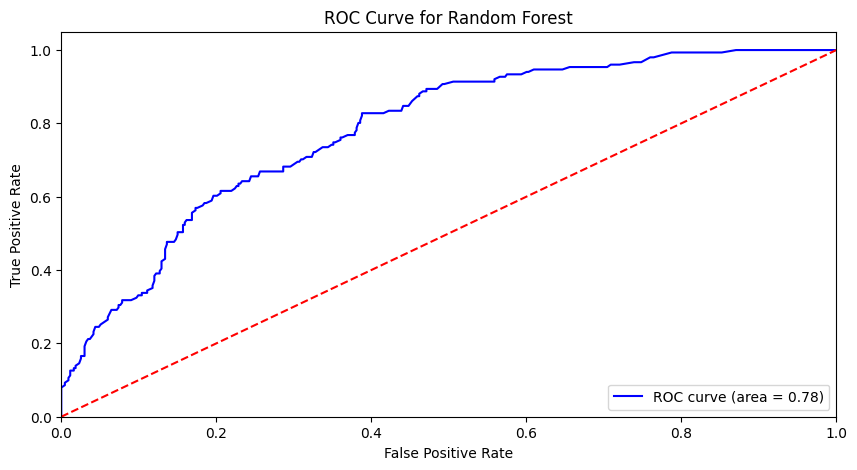 ROC Curve for Random Forest
1.0
0.8
0.6
0.4
0.2
0.0
True Positive Rate
0.0 0.2 0.4 0.6 0.8 1.0
False Positive Rate
ROC curve (area = 0.78)